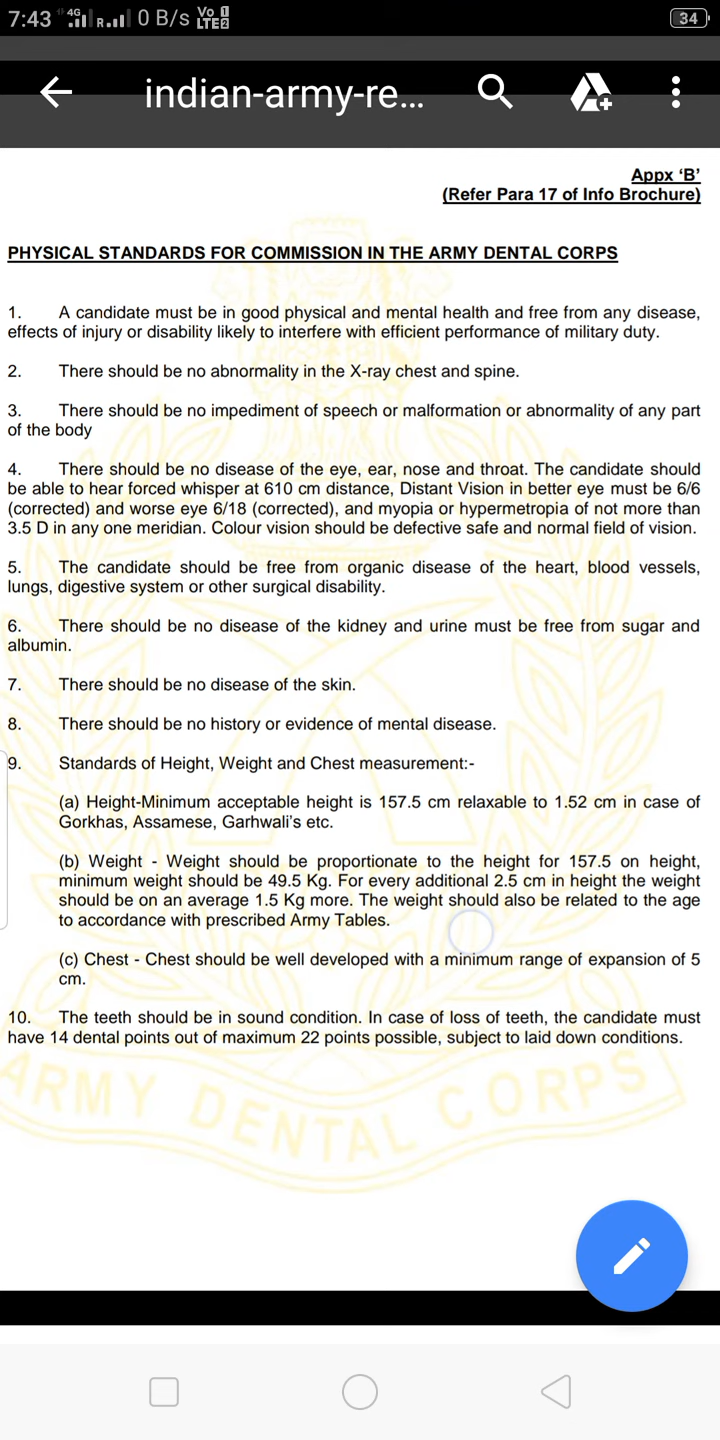 7:43 4G R 0 B/s Vo 1 LTE2 34
indian-army-re...
Appx ‘B’
(Refer Para 17 of Info Brochure)
PHYSICAL STANDARDS FOR COMMISSION IN THE ARMY DENTAL CORPS
1. A candidate must be in good physical and mental health and free from any disease,
effects of injury or disability likely to interfere with efficient performance of military duty.
2. There should be no abnormality in the X-ray chest and spine.
3. There should be no impediment of speech or malformation or abnormality of any part
of the body
4. There should be no disease of the eye, ear, nose and throat. The candidate should
be able to hear forced whisper at 610 cm distance, Distant Vision in better eye must be 6/6
(corrected) and worse eye 6/18 (corrected), and myopia or hypermetropia of not more than
3.5 D in any one meridian. Colour vision should be defective safe and normal field of vision.
5. The candidate should be free from organic disease of the heart, blood vessels,
lungs, digestive system or other surgical disability.
6. There should be no disease of the kidney and urine must be free from sugar and
albumin.
7. There should be no disease of the skin.
8. There should be no history or evidence of mental disease.
9. Standards of Height, Weight and Chest measurement:-
(a) Height-Minimum acceptable height is 157.5 cm relaxable to 1.52 cm in case of
Gorkhas, Assamese, Garhwali’s etc.
(b) Weight - Weight should be proportionate to the height for 157.5 on height,
minimum weight should be 49.5 Kg. For every additional 2.5 cm in height the weight
should be on an average 1.5 Kg more. The weight should also be related to the age
to accordance with prescribed Army Tables.
(c) Chest - Chest should be well developed with a minimum range of expansion of 5
cm.
10. The teeth should be in sound condition. In case of loss of teeth, the candidate must
have 14 dental points out of maximum 22 points possible, subject to laid down conditions.
ARMY DENTAL CORPS